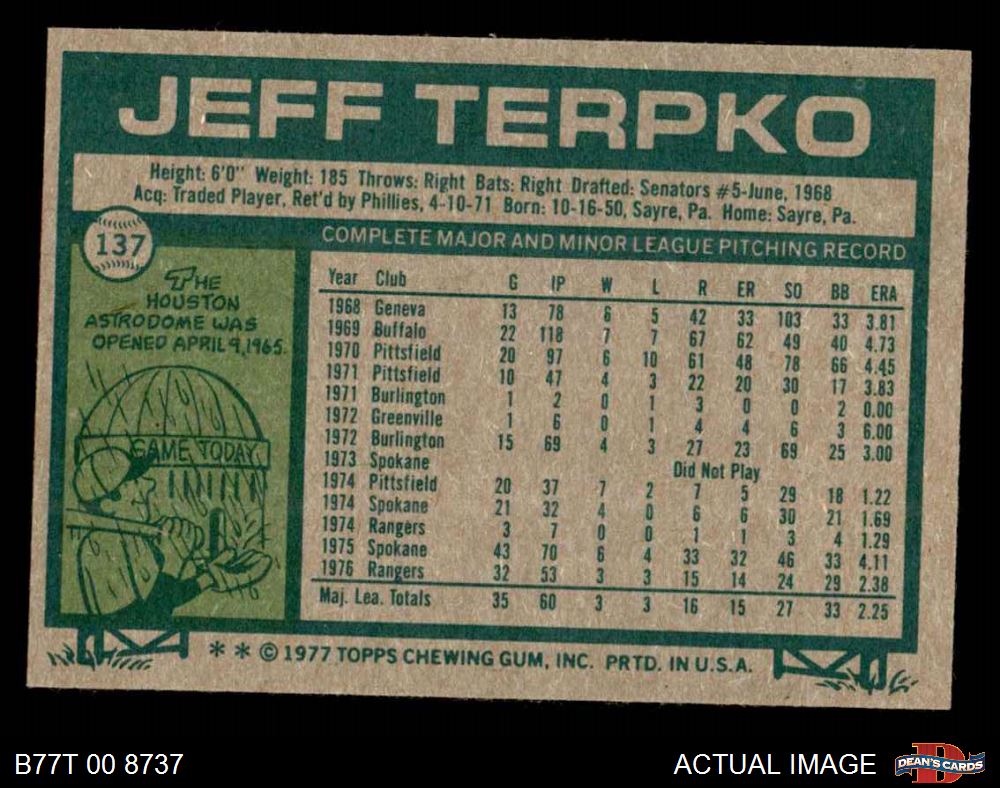 JEFF TERPKO
Height: 6'0" Weight: 185 Throws: Right Bats: Right Drafted: Senators #5-June, 1968
Acq: Traded Player, Ret'd by Phillies, 4-10-71 Born: 10-16-50, Sayre, Pa. Home: Sayre, Pa.
137
THE
HOUSTON
ASTRODOME WAS
OPENED APRIL 9, 1965.
GAME TODAY
COMPLETE MAJOR AND MINOR LEAGUE PITCHING RECORD
Year Club G IP W L R ER SO BB ERA
1968 Geneva 13 78 6 5 42 33 103 33 3.81
1969 Buffalo 22 118 7 7 67 62 49 40 4.73
1970 Pittsfield 20 97 6 10 61 48 78 66 4.45
1971 Pittsfield 10 47 4 3 22 20 30 17 3.83
1971 Burlington 1 2 0 1 3 0 0 2 0.00
1972 Greenville 1 6 0 1 4 4 6 3 6.00
1972 Burlington 15 69 4 3 27 23 69 25 3.00
1973 Spokane Did Not Play
1974 Pittsfield 20 37 7 2 7 5 29 18 1.22
1974 Spokane 21 32 4 0 6 6 30 21 1.69
1974 Rangers 3 7 0 0 1 1 3 4 1.29
1975 Spokane 43 70 6 4 33 32 46 33 4.11
1976 Rangers 32 53 3 3 15 14 24 29 2.38
Maj. Lea. Totals 35 60 3 3 16 15 27 33 2.25
* * © 1977 TOPPS CHEWING GUM, INC. PRTD. IN U.S.A.
B77T 00 8737
ACTUAL IMAGE
DEAN'S CARDS